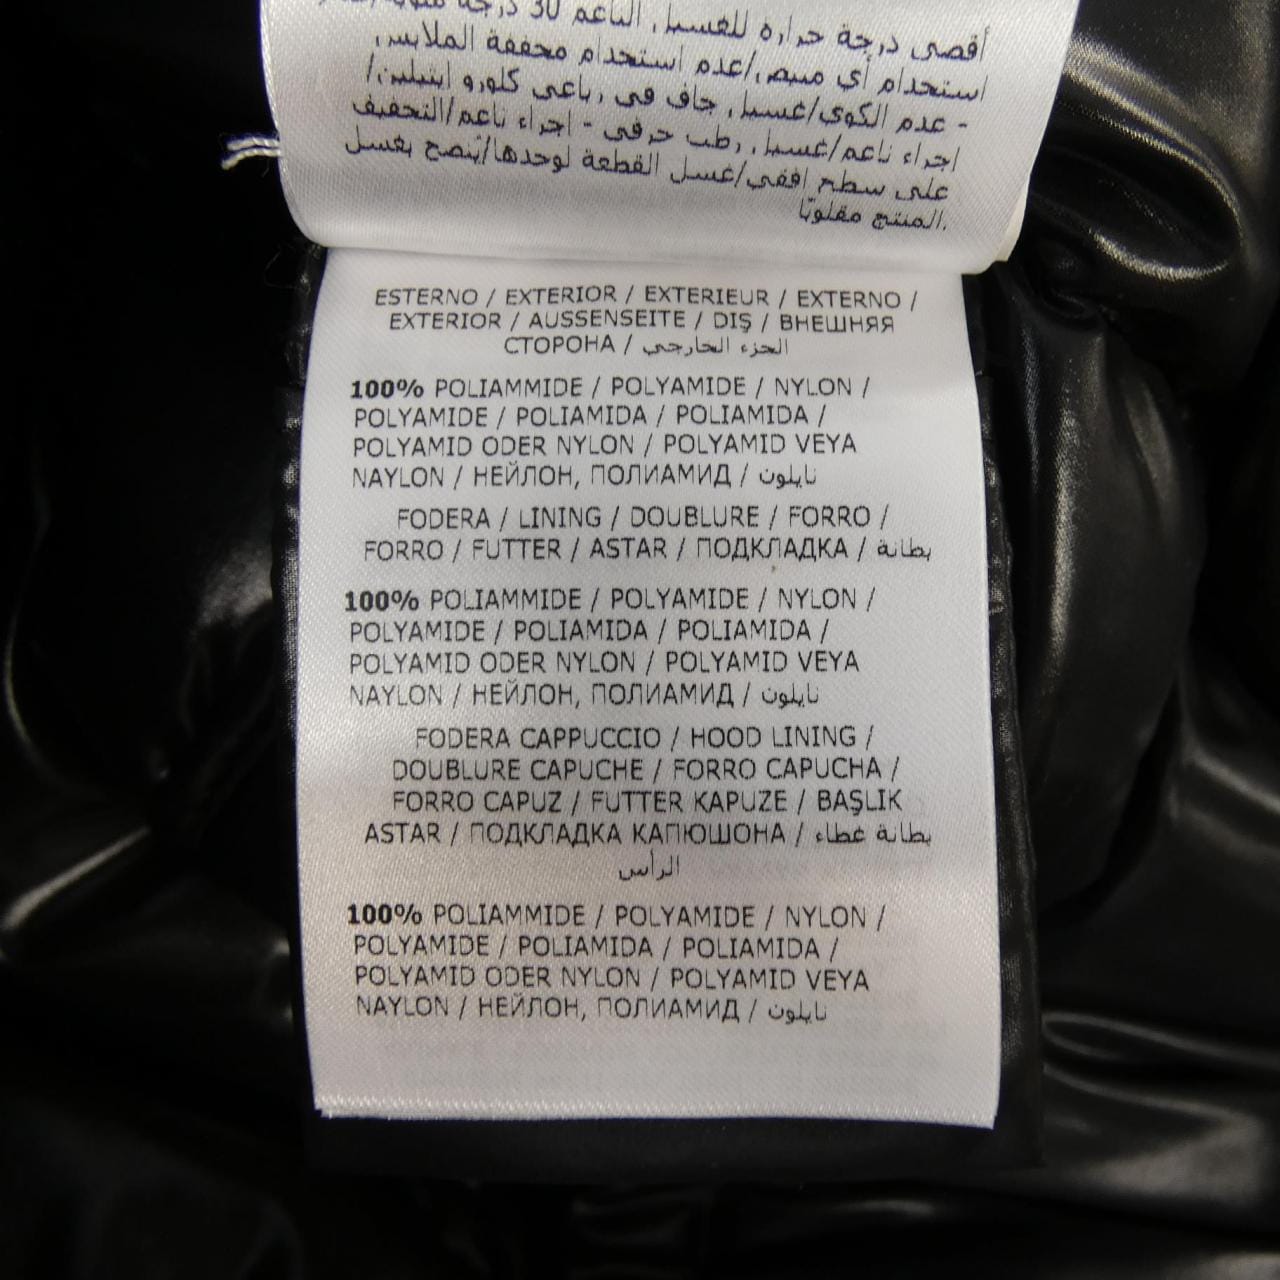 أقصى درجة حرارة للغسيل الناعم 30 درجة
استخدام أي مبيض/عدم استخدام مجففة الملابس
- عدم الكوي/غسيل جاف في رباعي كلورو ايثيلين/
اجراء ناعم/غسيل رطب حرفي - اجراء ناعم/التجفيف
على سطح افقي/غسل القطعة لوحدها/يُنصح بغسل
المنتج مقلوبًا.
ESTERNO / EXTERIOR / EXTERIEUR / EXTERNO /
EXTERIOR / AUSSENSEITE / DIŞ / ВНЕШНЯЯ
СТОРОНА / الجزء الخارجي
100% POLIAMMIDE / POLYAMIDE / NYLON /
POLYAMIDE / POLIAMIDA / POLIAMIDA /
POLYAMID ODER NYLON / POLYAMID VEYA
NAYLON / НЕЙЛОН, ПОЛИАМИД / نايلون
FODERA / LINING / DOUBLURE / FORRO /
FORRO / FUTTER / ASTAR / ПОДКЛАДКА / بطانة
100% POLIAMMIDE / POLYAMIDE / NYLON /
POLYAMIDE / POLIAMIDA / POLIAMIDA /
POLYAMID ODER NYLON / POLYAMID VEYA
NAYLON / НЕЙЛОН, ПОЛИАМИД / نايلون
FODERA CAPPUCCIO / HOOD LINING /
DOUBLURE CAPUCHE / FORRO CAPUCHA /
FORRO CAPUZ / FUTTER KAPUZE / BAŞLIK
ASTAR / ПОДКЛАДКА КАПЮШОНА / بطانة غطاء
الرأس
100% POLIAMMIDE / POLYAMIDE / NYLON /
POLYAMIDE / POLIAMIDA / POLIAMIDA /
POLYAMID ODER NYLON / POLYAMID VEYA
NAYLON / НЕЙЛОН, ПОЛИАМИД / نايلون